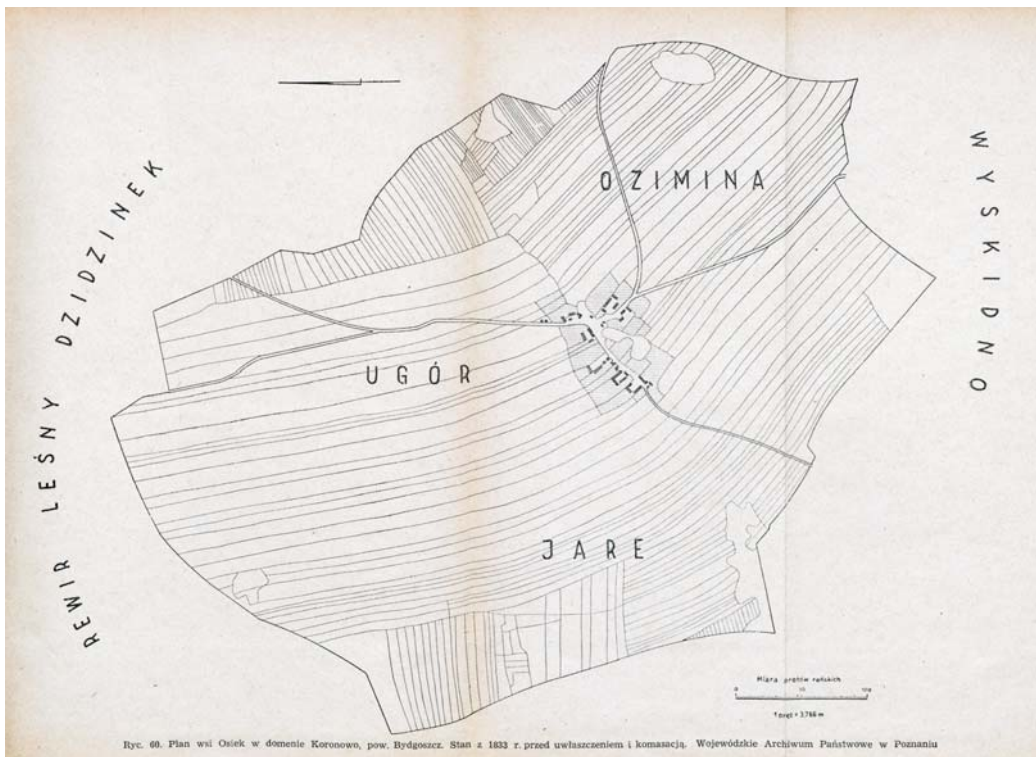 OZIMINA
WYSKIDNO
REWIR LEŚNY DZIDZINEK
UGÓR
JARE
Miara prętów reńskich
1 pręt = 3,766 m
Ryc. 60. Plan wsi Osiek w domenie Koronowo, pow. Bydgoszcz. Stan z 1833 r. przed uwłaszczeniem i komasacją. Wojewódzkie Archiwum Państwowe w Poznaniu